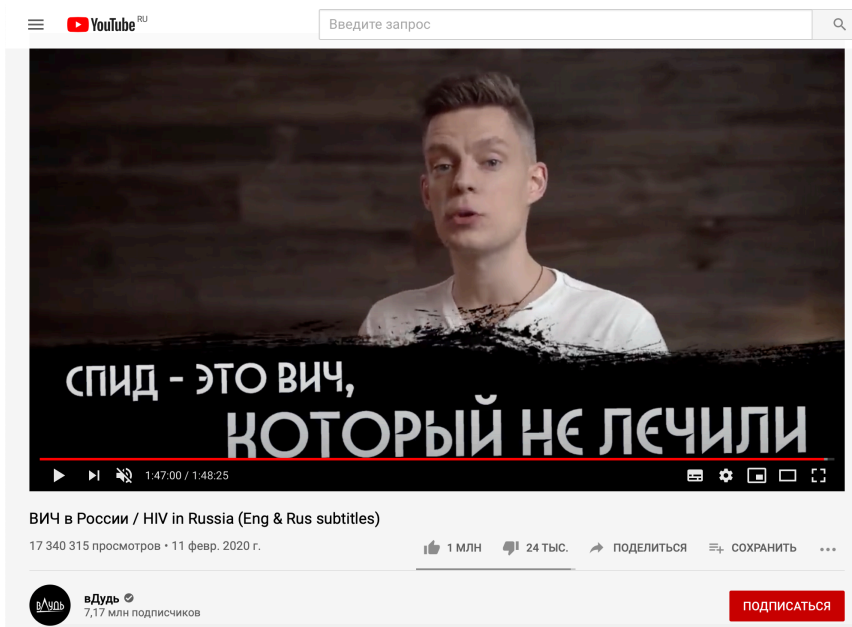 YouTube RU
Введите запрос
СПИД - ЭТО ВИЧ,
КОТОРЫЙ НЕ ЛЕЧИЛИ
1:47:00 / 1:48:25
ВИЧ в России / HIV in Russia (Eng & Rus subtitles)
17 340 315 просмотров • 11 февр. 2020 г.
1 МЛН 24 ТЫС. ПОДЕЛИТЬСЯ СОХРАНИТЬ
вДудь
вДудь
7,17 млн подписчиков
ПОДПИСАТЬСЯ